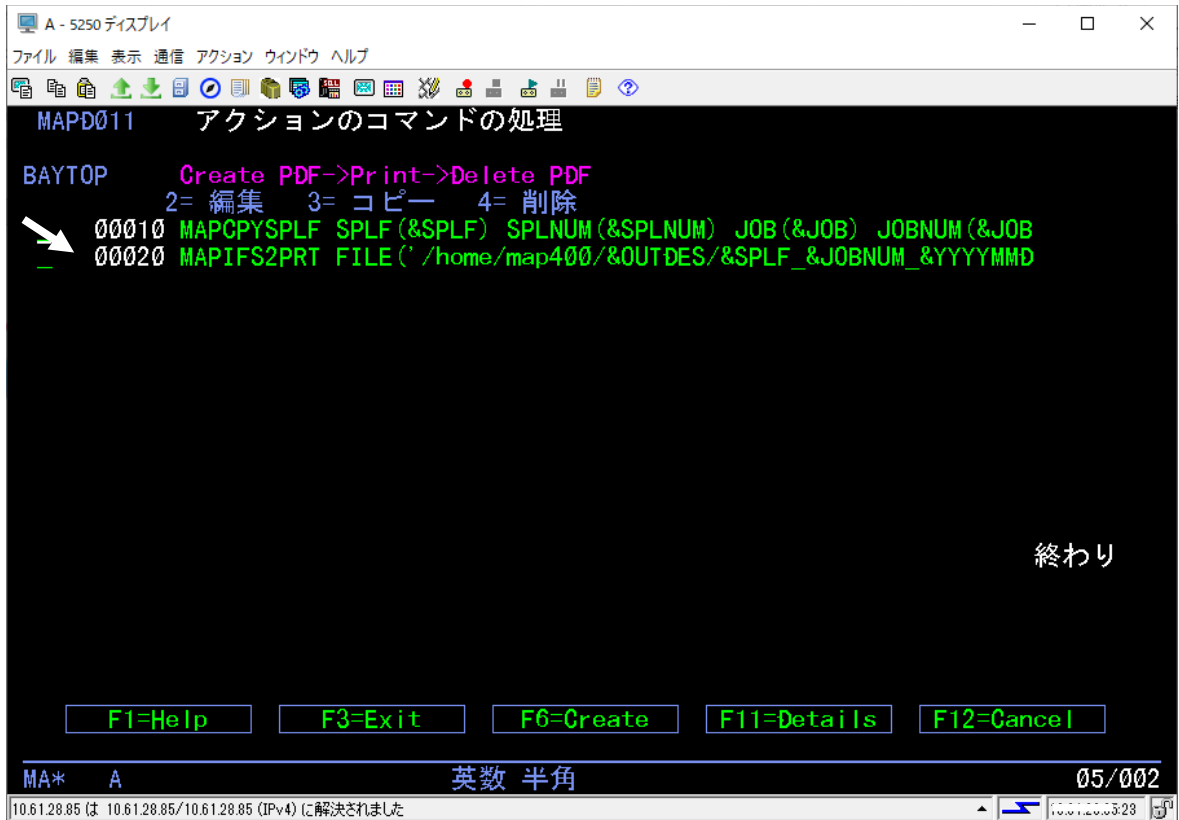 A - 5250 ディスプレイ
ファイル 編集 表示 通信 アクション ウィンドウ ヘルプ
MAPD011 アクションのコマンドの処理
BAYTOP Create PDF->Print->Delete PDF
2= 編集 3= コピー 4= 削除
_ 00010 MAPCPYSPLF SPLF(&SPLF) SPLNUM(&SPLNUM) JOB(&JOB) JOBNUM(&JOB
_ 00020 MAPIFS2PRT FILE('/home/map400/&OUTDES/&SPLF_&JOBNUM_&YYYYMMD
終わり
F1=Help F3=Exit F6=Create F11=Details F12=Cancel
MA* A 英数 半角 05/002
10.61.28.85 は 10.61.28.85/10.61.28.85 (IPv4) に解決されました :23